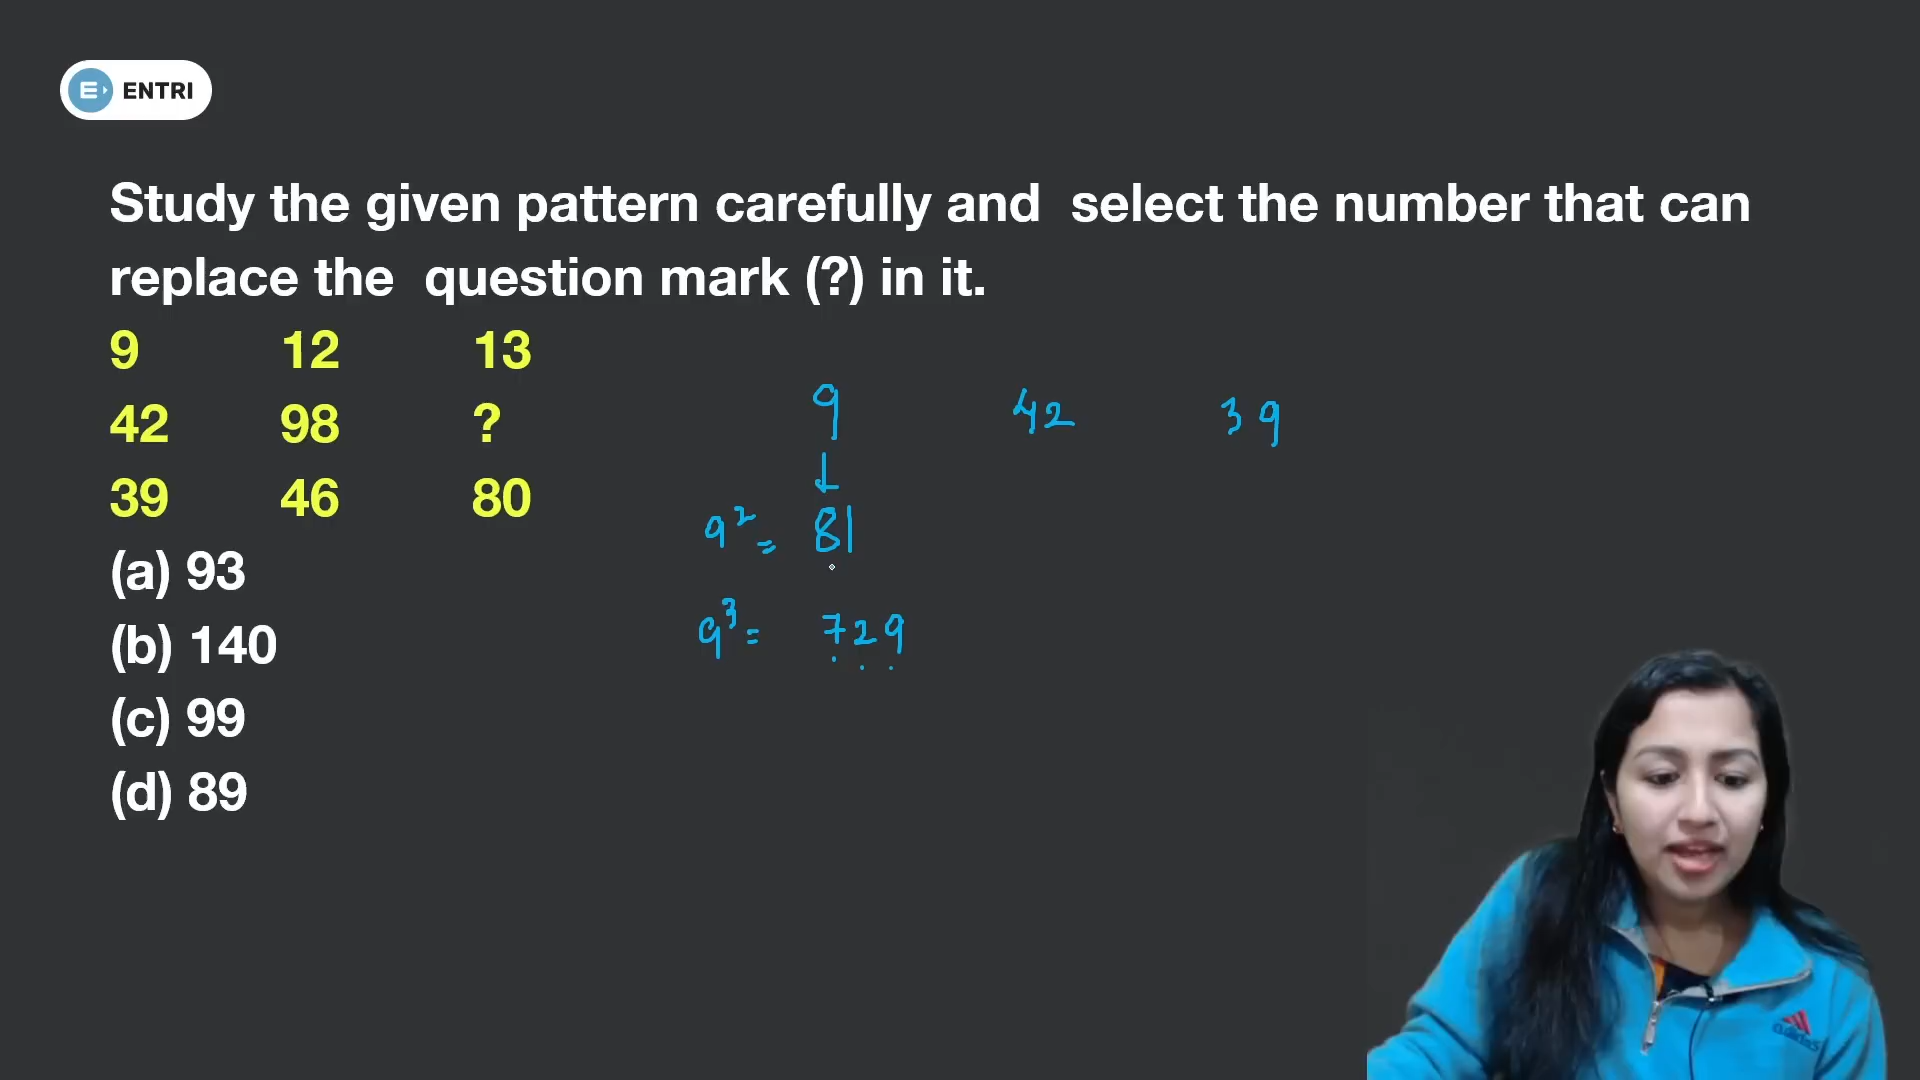 ENTRI
Study the given pattern carefully and select the number that can
replace the question mark (?) in it.
9 12 13
42 98 ?
39 46 80
(a) 93
(b) 140
(c) 99
(d) 89
9 42 39
↓
9² = 81
9³ = 729
adidas